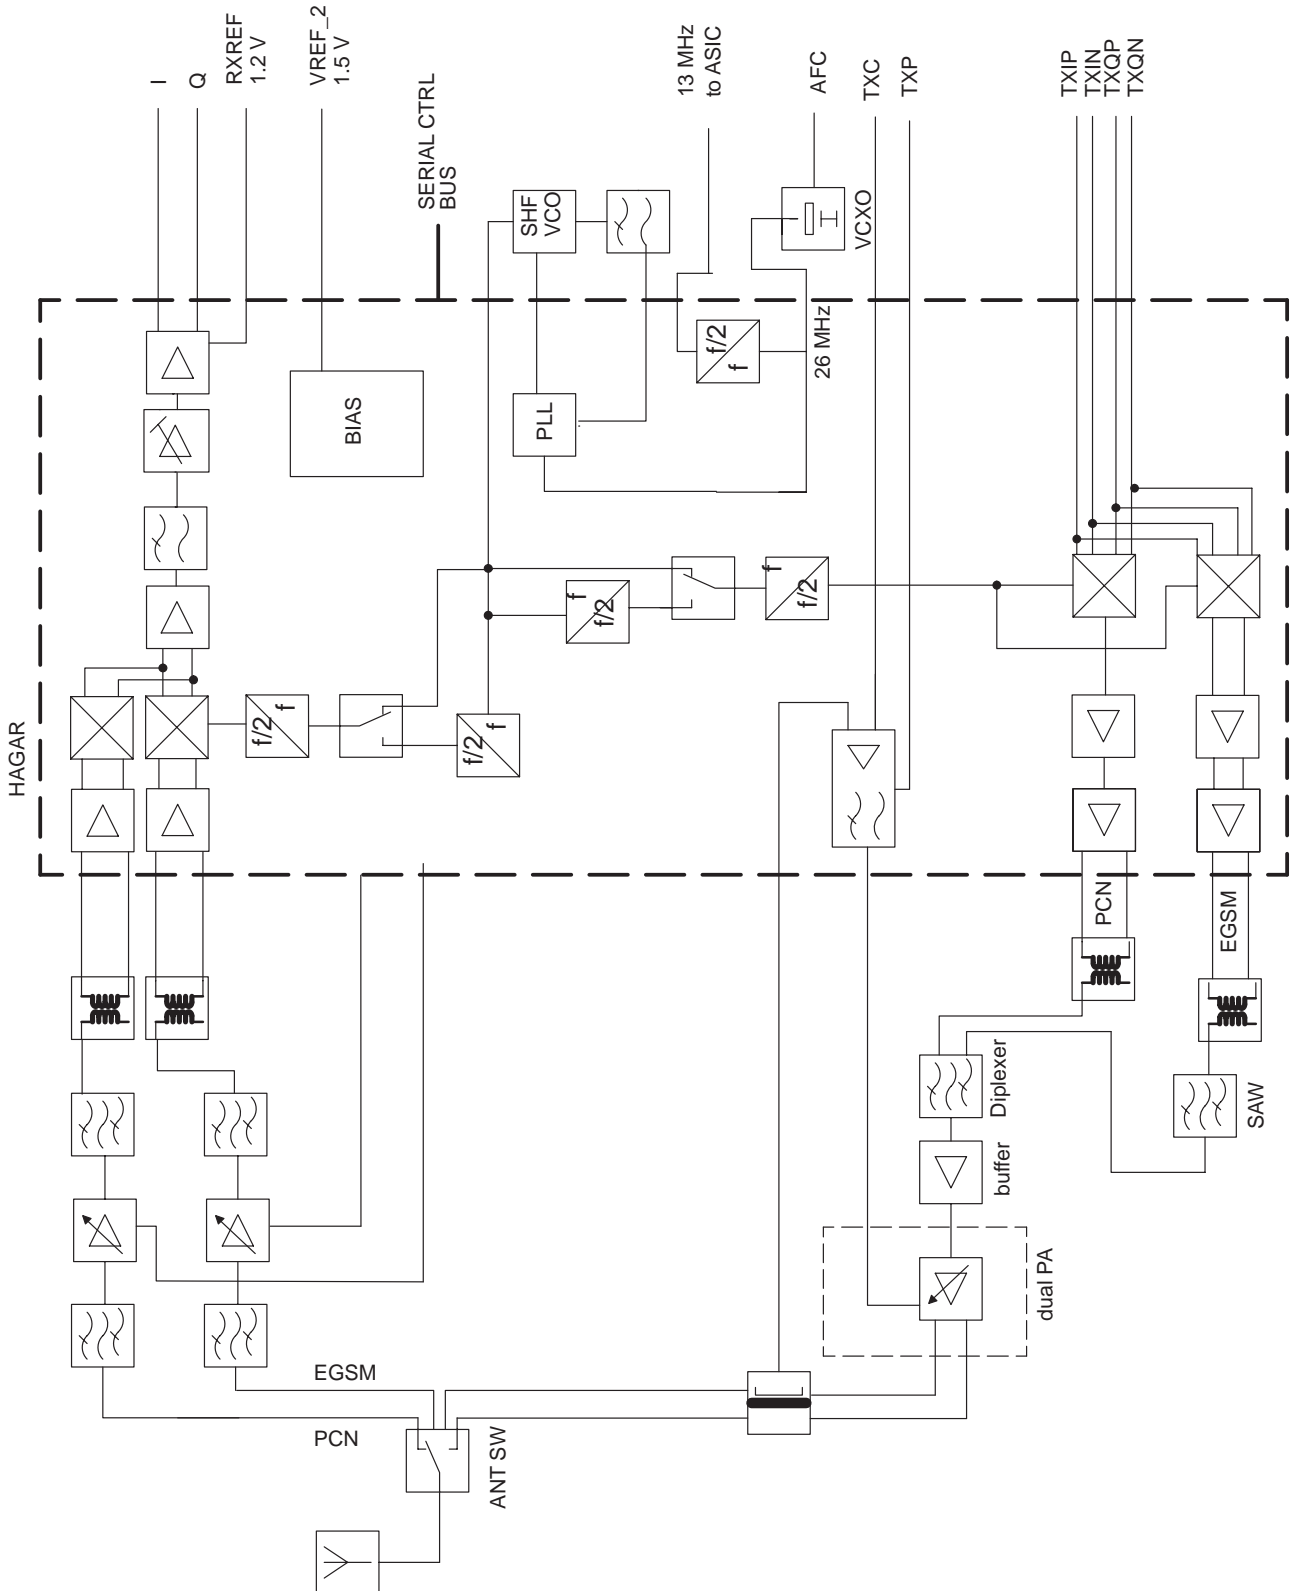 I
Q
RXREF
1.2 V
VREF_2
1.5 V
SERIAL CTRL
BUS
13 MHz
to ASIC
AFC
TXC
TXP
TXIP
TXIN
TXQP
TXQN
HAGAR
BIAS
SHF
VCO
PLL
f/2
f
26 MHz
VCXO
f
f/2
f
f/2
f/2
f
f/2
f
PCN
EGSM
Diplexer
buffer
SAW
dual PA
EGSM
PCN
ANT SW